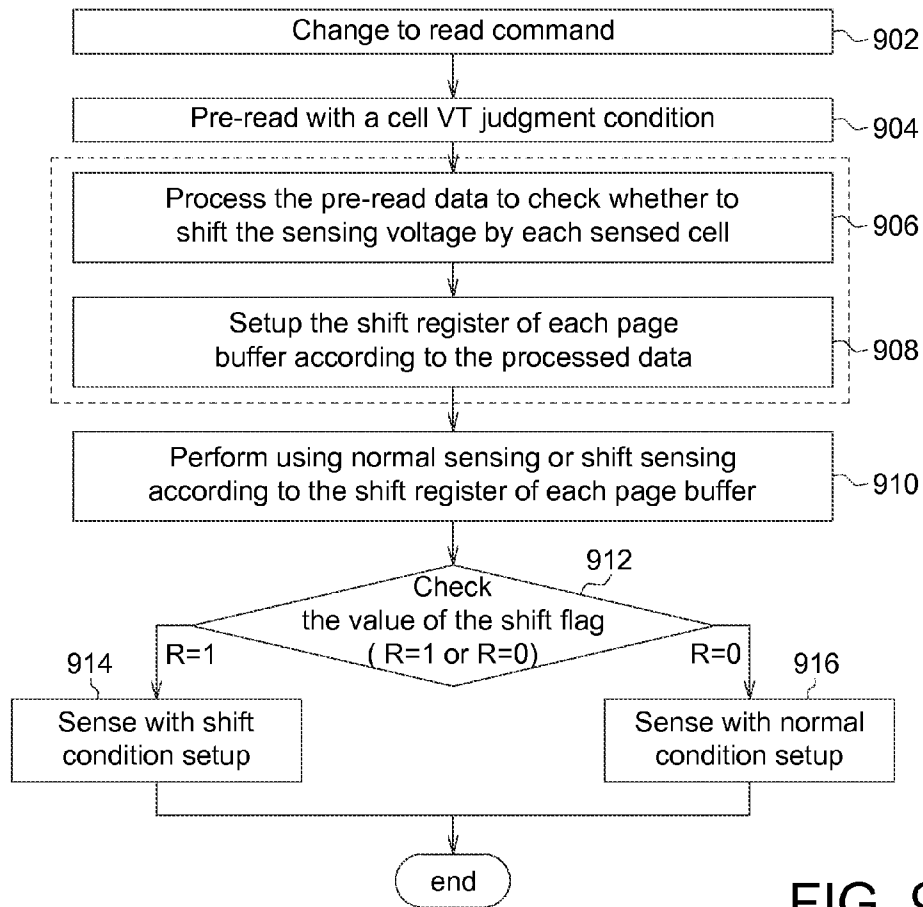 Change to read command
902
Pre-read with a cell VT judgment condition
904
Process the pre-read data to check whether to
shift the sensing voltage by each sensed cell
906
Setup the shift register of each page
buffer according to the processed data
908
Perform using normal sensing or shift sensing
according to the shift register of each page buffer
910
912
Check
the value of the shift flag
( R=1 or R=0)
R=1
R=0
914
916
Sense with shift
condition setup
Sense with normal
condition setup
end
FIG. 9